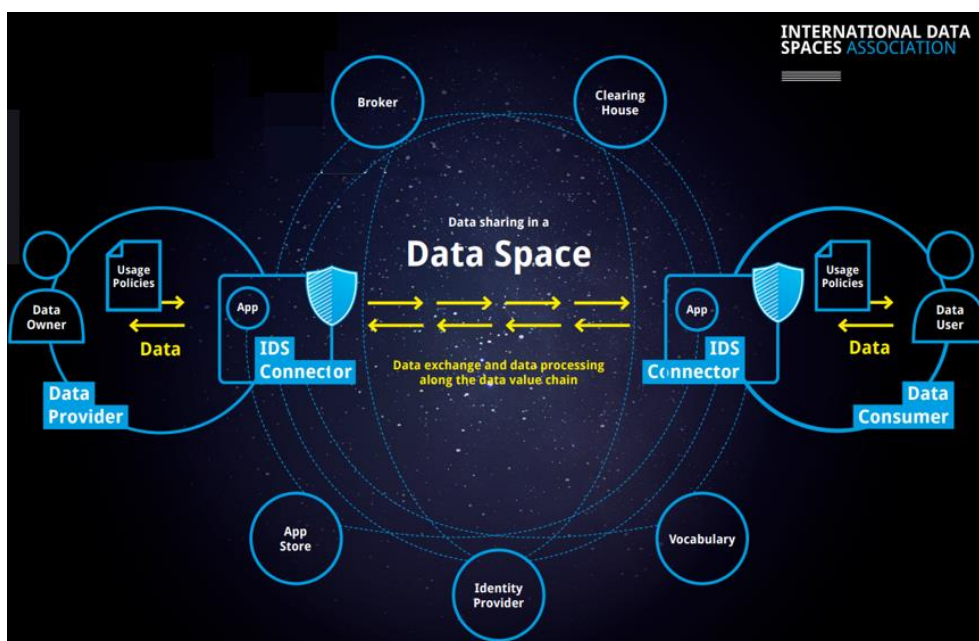 INTERNATIONAL DATA
SPACES ASSOCIATION
Broker
Clearing
House
Data sharing in a
Data Space
Usage
Policies
Data
Owner
App
Data
IDS
Connector
Data
Provider
Data exchange and data processing
along the data value chain
App
IDS
Connector
Usage
Policies
Data
User
Data
Data
Consumer
App
Store
Identity
Provider
Vocabulary